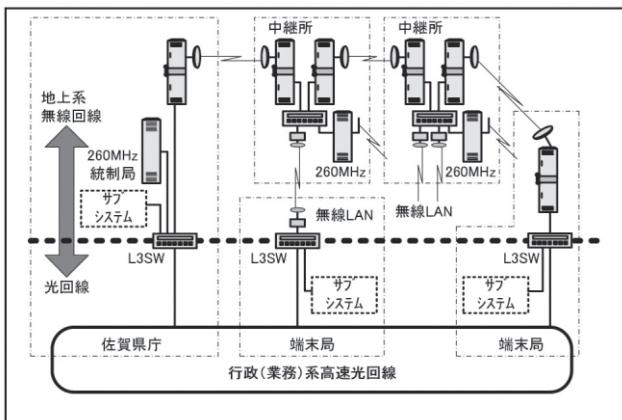 中継所
中継所
地上系
無線回線
260MHz
統制局
サブ
システム
260MHz
260MHz
無線LAN
無線LAN
L3SW
L3SW
L3SW
光回線
サブ
システム
サブ
システム
佐賀県庁
端末局
端末局
行政(業務)系高速光回線